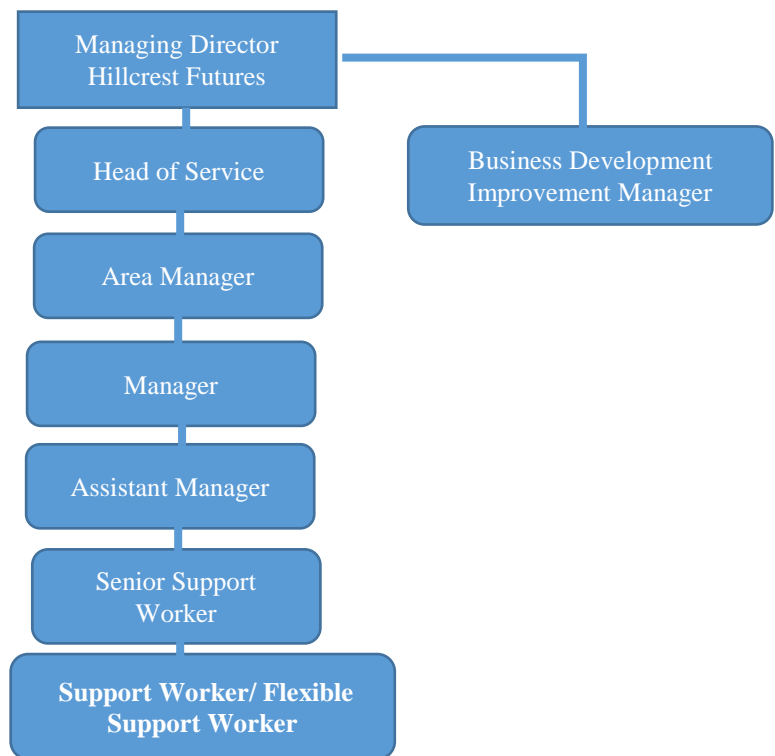 Managing Director
Hillcrest Futures
Head of Service
Business Development
Improvement Manager
Area Manager
Manager
Assistant Manager
Senior Support
Worker
Support Worker/ Flexible
Support Worker